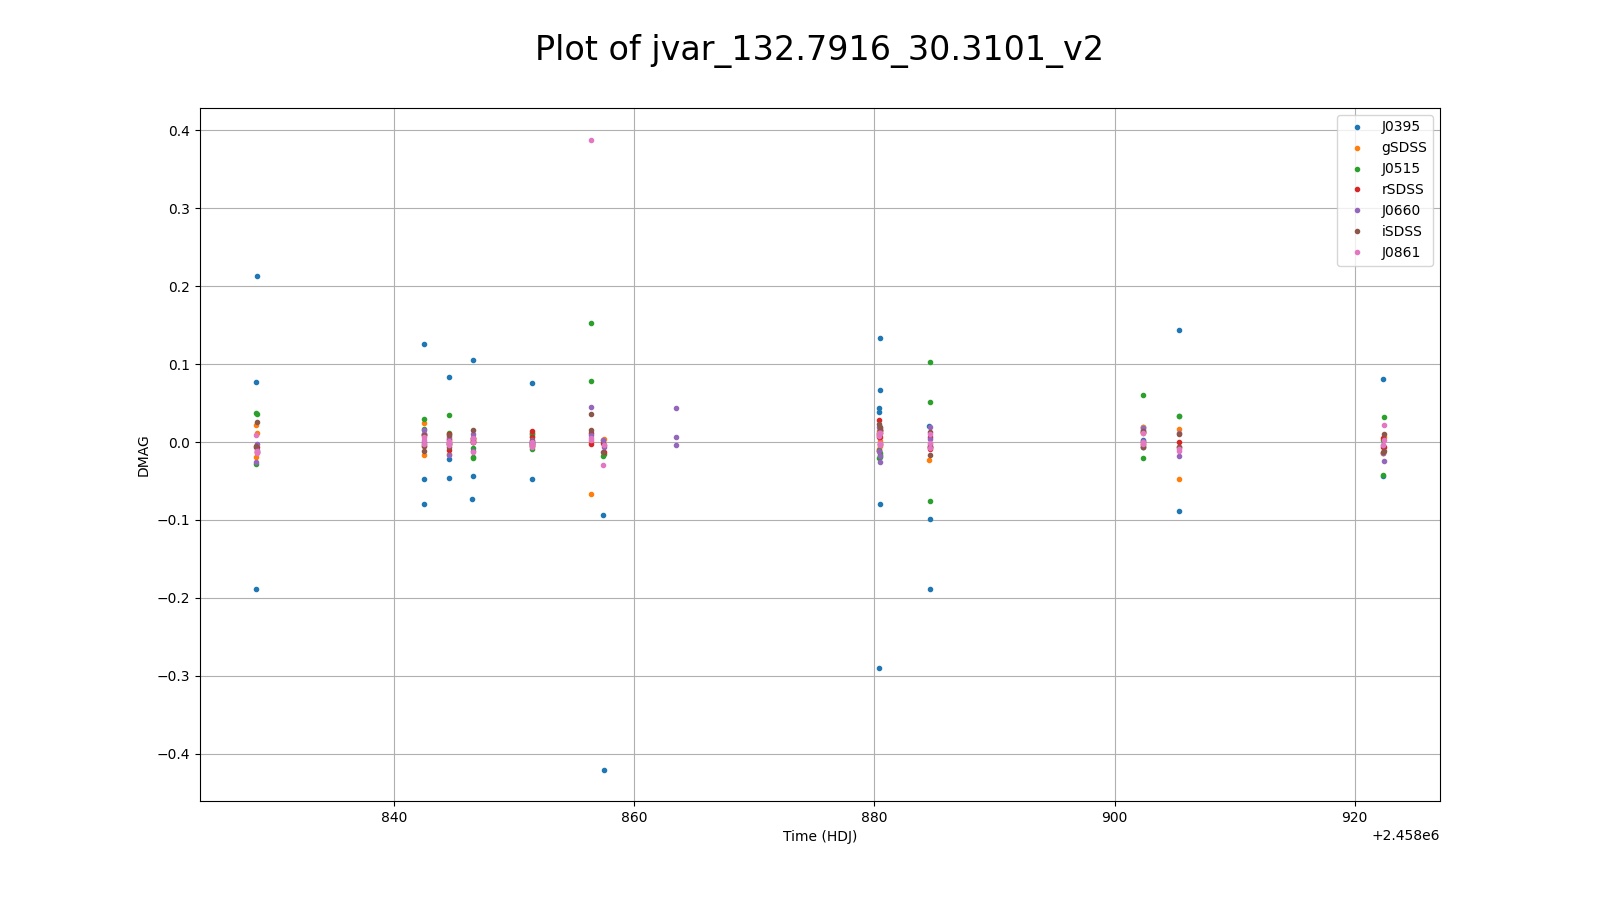 Plot of jvar_132.7916_30.3101_v2
0.4
0.3
0.2
0.1
0.0
−0.1
−0.2
−0.3
−0.4
DMAG
J0395
gSDSS
J0515
rSDSS
J0660
iSDSS
J0861
840
860
880
900
920
Time (HDJ)
+2.458e6